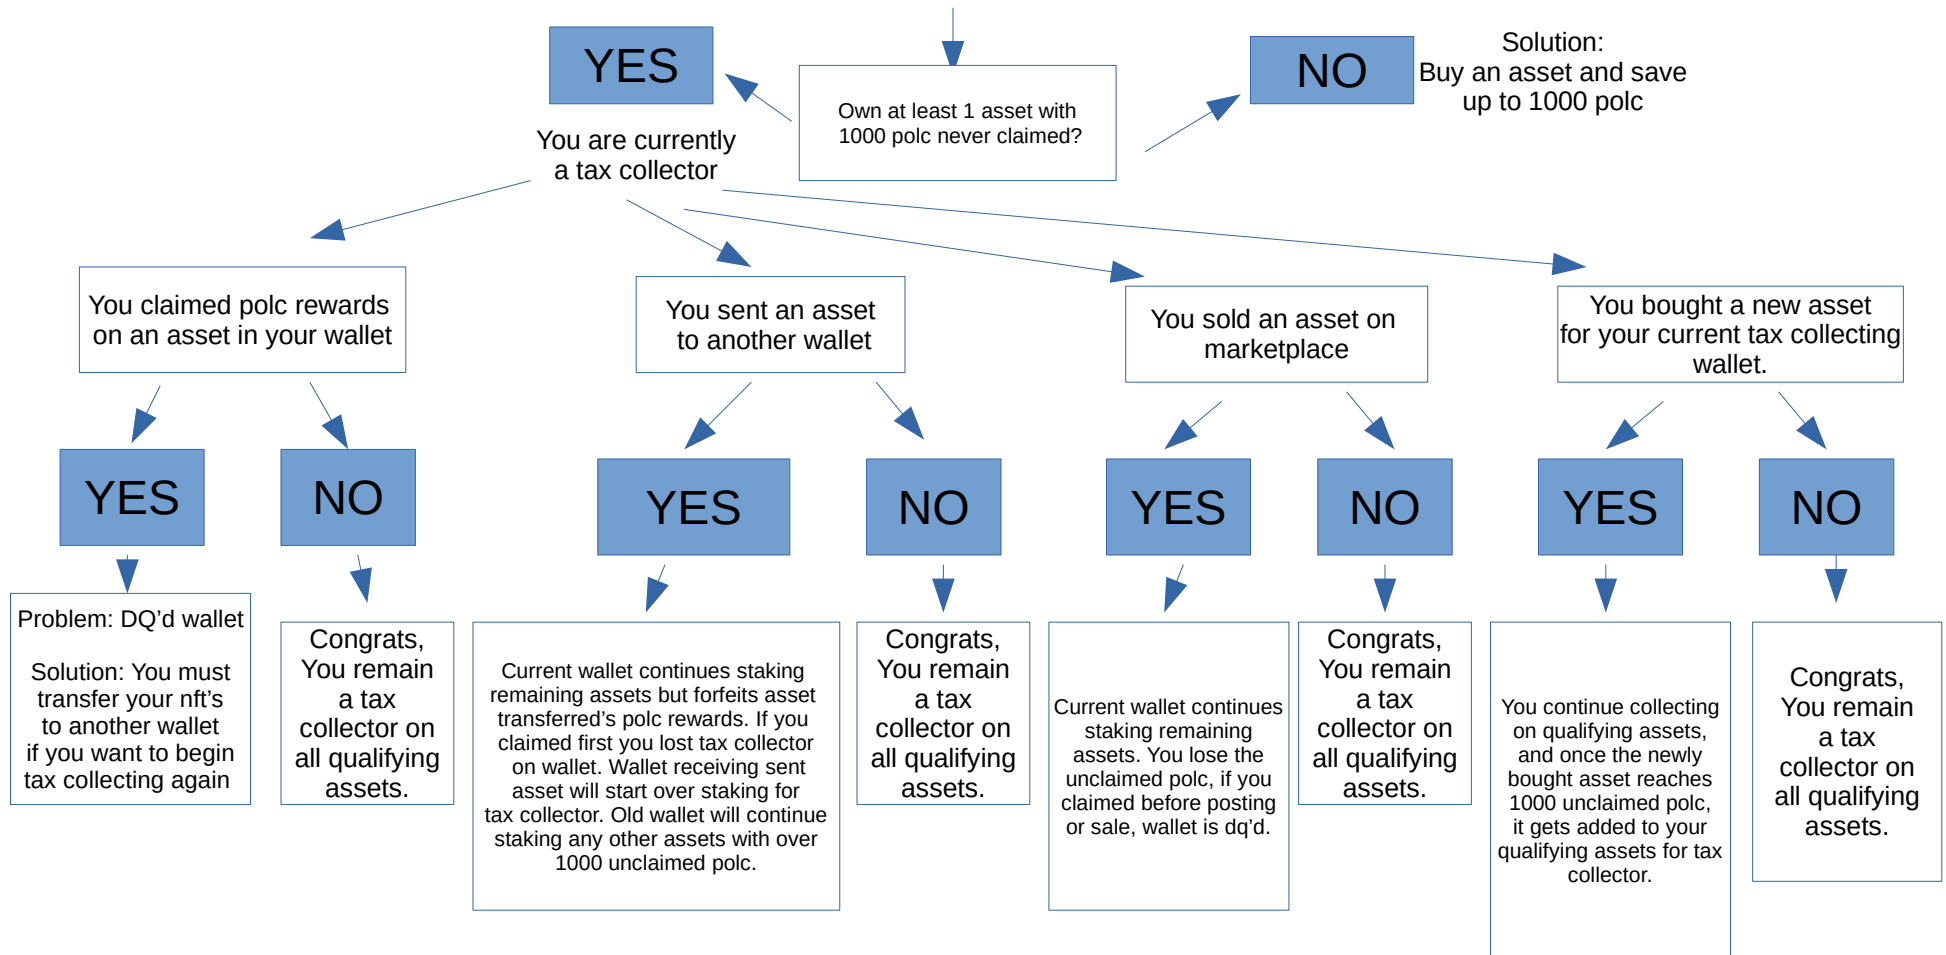 YES
Own at least 1 asset with
1000 polc never claimed?
NO
Solution:
Buy an asset and save
up to 1000 polc
You are currently
a tax collector
You claimed polc rewards
on an asset in your wallet
You sent an asset
to another wallet
You sold an asset on
marketplace
You bought a new asset
for your current tax collecting
wallet.
YES
NO
YES
NO
YES
NO
YES
NO
Problem: DQ’d wallet
Solution: You must
transfer your nft’s
to another wallet
if you want to begin
tax collecting again
Congrats,
You remain
a tax
collector on
all qualifying
assets.
Current wallet continues staking
remaining assets but forfeits asset
transferred’s polc rewards. If you
claimed first you lost tax collector
on wallet. Wallet receiving sent
asset will start over staking for
tax collector. Old wallet will continue
staking any other assets with over
1000 unclaimed polc.
Congrats,
You remain
a tax
collector on
all qualifying
assets.
Current wallet continues
staking remaining
assets. You lose the
unclaimed polc, if you
claimed before posting
or sale, wallet is dq’d.
Congrats,
You remain
a tax
collector on
all qualifying
assets.
You continue collecting
on qualifying assets,
and once the newly
bought asset reaches
1000 unclaimed polc,
it gets added to your
qualifying assets for tax
collector.
Congrats,
You remain
a tax
collector on
all qualifying
assets.